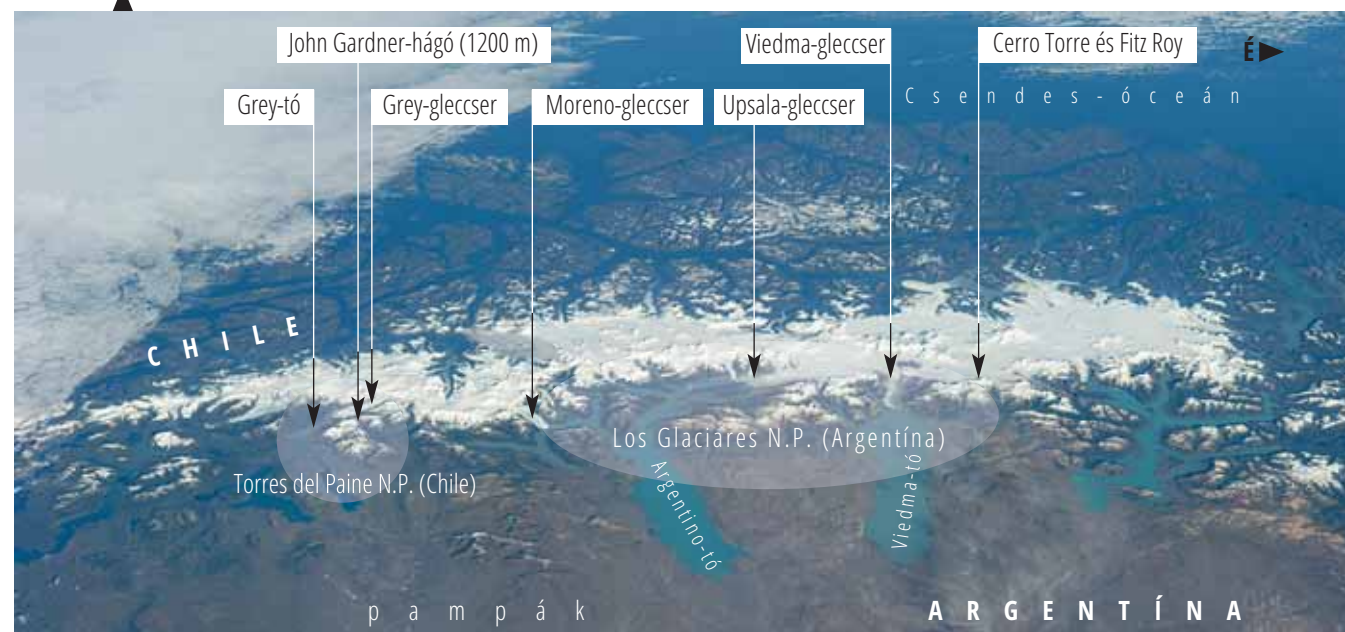 John Gardner-hágó (1200 m)
Viedma-gleccser
Cerro Torre és Fitz Roy
É
Grey-tó
Grey-gleccser
Moreno-gleccser
Upsala-gleccser
Csendes-óceán
CHILE
Los Glaciares N.P. (Argentína)
Torres del Paine N.P. (Chile)
Argentino-tó
Viedma-tó
pampák
ARGENTÍNA